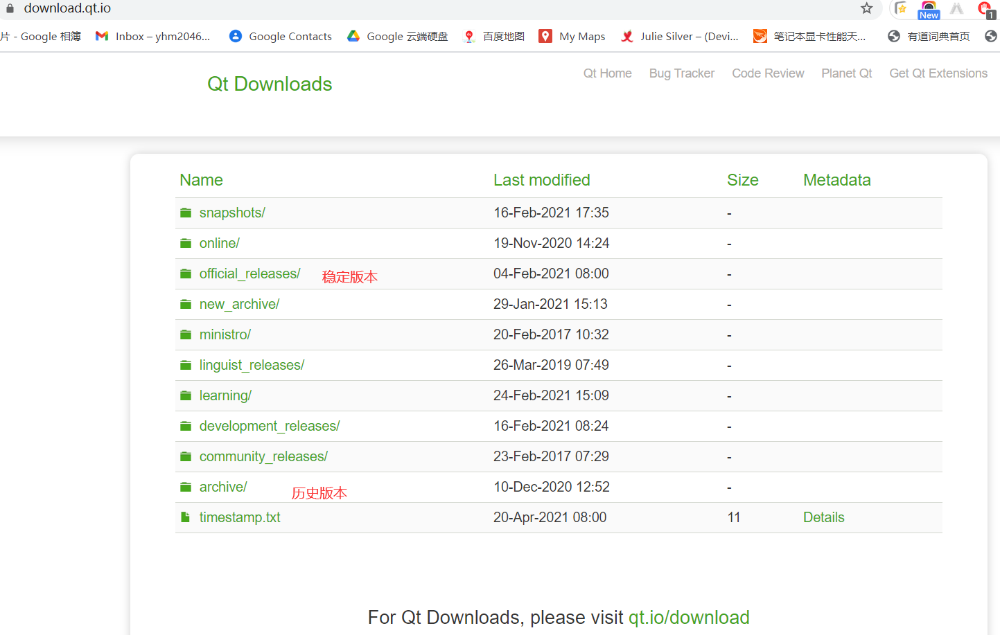 download.qt.io
New
1
片 - Google 相簿 Inbox – yhm2046... Google Contacts Google 云端硬盘 百度地图 My Maps Julie Silver – (Devi... 笔记本显卡性能天... 有道词典首页
Qt Downloads
Qt Home Bug Tracker Code Review Planet Qt Get Qt Extensions
Name Last modified Size Metadata
snapshots/ 16-Feb-2021 17:35 -
online/ 19-Nov-2020 14:24 -
official_releases/ 稳定版本 04-Feb-2021 08:00 -
new_archive/ 29-Jan-2021 15:13 -
ministro/ 20-Feb-2017 10:32 -
linguist_releases/ 26-Mar-2019 07:49 -
learning/ 24-Feb-2021 15:09 -
development_releases/ 16-Feb-2021 08:24 -
community_releases/ 23-Feb-2017 07:29 -
archive/ 历史版本 10-Dec-2020 12:52 -
timestamp.txt 20-Apr-2021 08:00 11 Details
For Qt Downloads, please visit qt.io/download